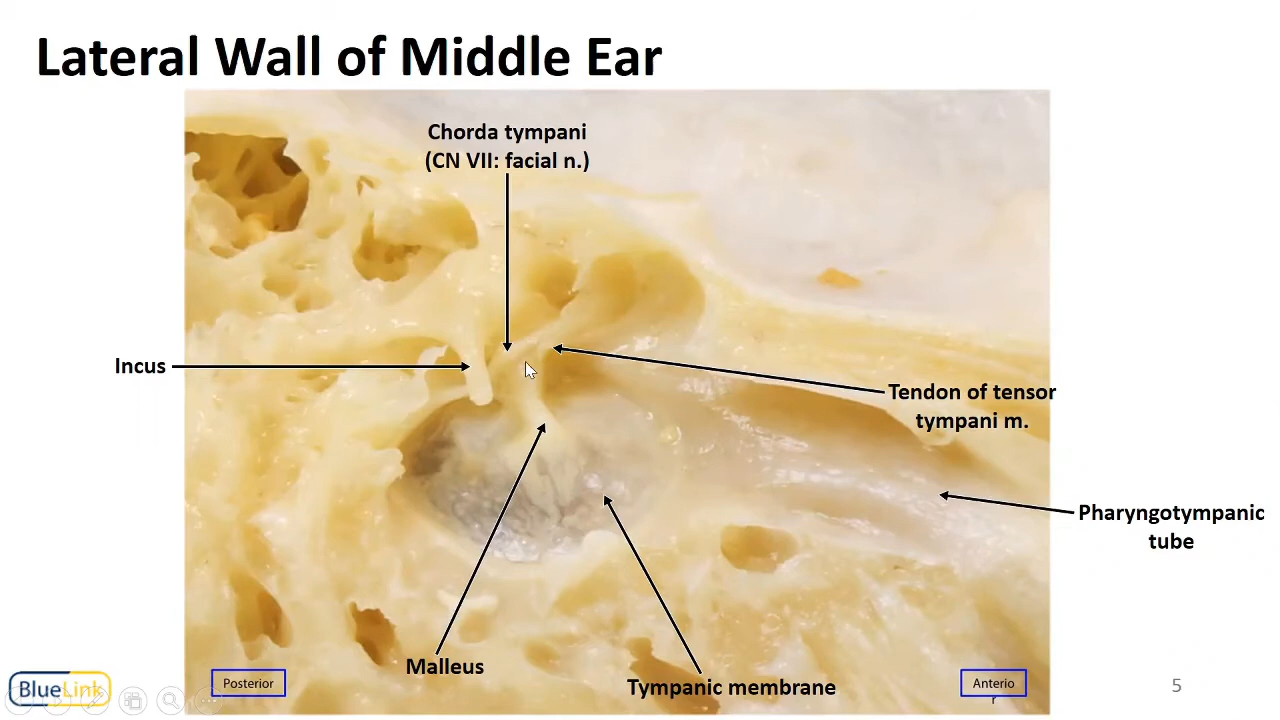 Lateral Wall of Middle Ear
Chorda tympani
(CN VII: facial n.)
Incus
Tendon of tensor
tympani m.
Pharyngotympanic
tube
Malleus
Tympanic membrane
Posterior
Anterio
r
BlueLink
5